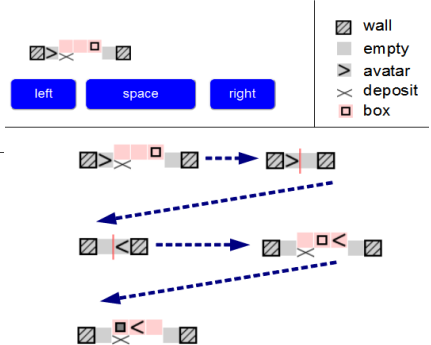 wall
empty
avatar
deposit
box
left
space
right